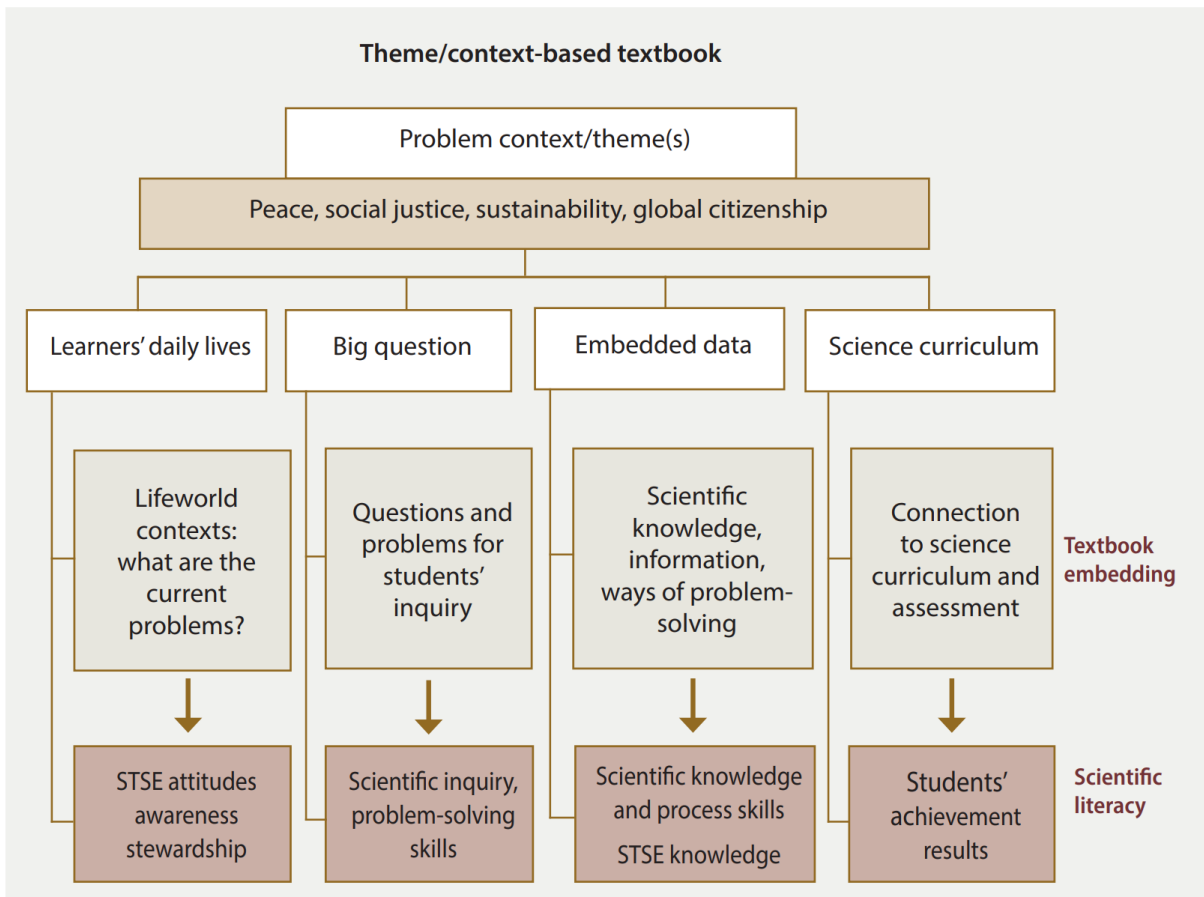 Theme/context-based textbook
Problem context/theme(s)
Peace, social justice, sustainability, global citizenship
Learners’ daily lives
Big question
Embedded data
Science curriculum
Lifeworld
contexts:
what are the
current
problems?
Questions and
problems for
students’
inquiry
Scientific
knowledge,
information,
ways of problem-
solving
Connection
to science
curriculum and
assessment
Textbook
embedding
STSE attitudes
awareness
stewardship
Scientific inquiry,
problem-solving
skills
Scientific knowledge
and process skills
STSE knowledge
Students’
achievement
results
Scientific
literacy